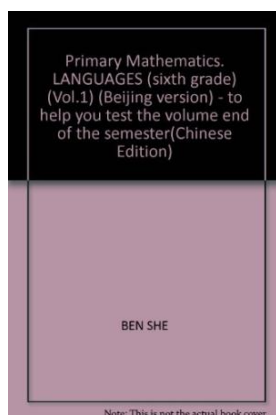 Primary Mathematics.
LANGUAGES (sixth grade)
(Vol.1) (Beijing version) - to
help you test the volume end
of the semester(Chinese
Edition)
BEN SHE
Note: This is not the actual book cover